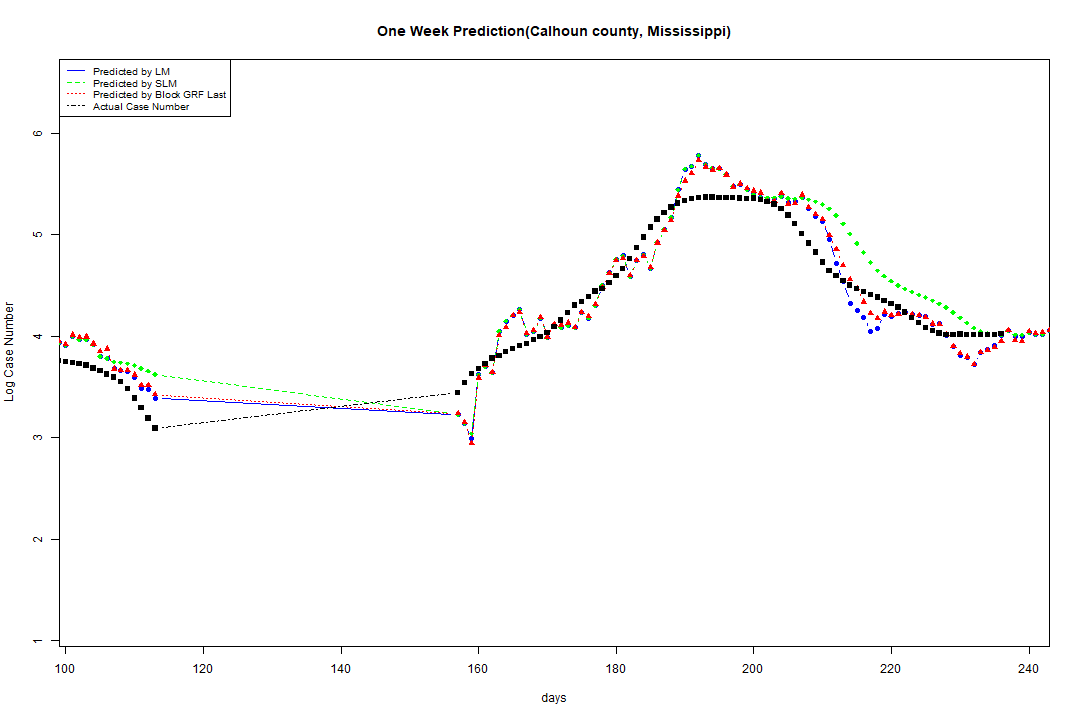 One Week Prediction(Calhoun county, Mississippi)
Predicted by LM
Predicted by SLM
Predicted by Block GRF Last
Actual Case Number
Log Case Number
6
5
4
3
2
1
100 120 140 160 180 200 220 240
days